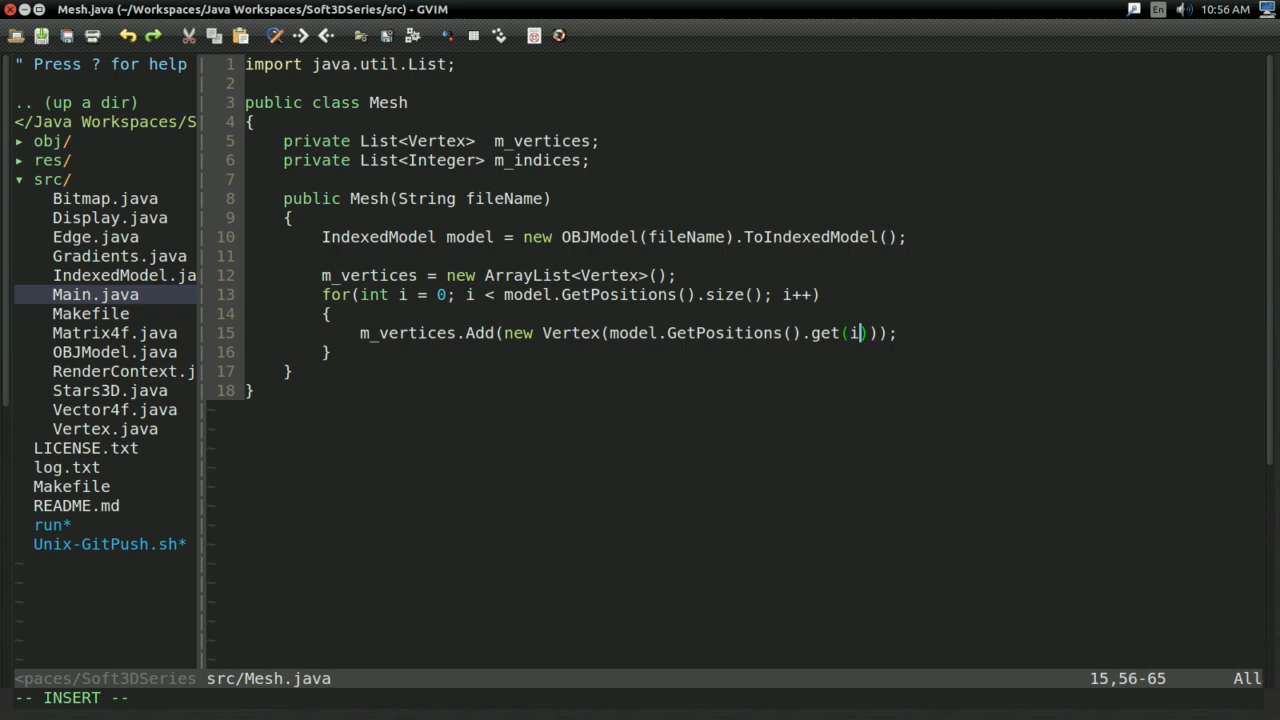 Mesh.java (~/Workspaces/Java Workspaces/Soft3DSeries/src) - GVIM
En
10:56 AM
" Press ? for help
.. (up a dir)
</Java Workspaces/S
▸ obj/
▸ res/
▾ src/
Bitmap.java
Display.java
Edge.java
Gradients.java
IndexedModel.ja
Main.java
Makefile
Matrix4f.java
OBJModel.java
RenderContext.j
Stars3D.java
Vector4f.java
Vertex.java
LICENSE.txt
log.txt
Makefile
README.md
run*
Unix-GitPush.sh*
1 import java.util.List;
2
3 public class Mesh
4 {
5 private List<Vertex>  m_vertices;
6 private List<Integer> m_indices;
7
8 public Mesh(String fileName)
9 {
10 IndexedModel model = new OBJModel(fileName).ToIndexedModel();
11
12 m_vertices = new ArrayList<Vertex>();
13 for(int i = 0; i < model.GetPositions().size(); i++)
14 {
15 m_vertices.Add(new Vertex(model.GetPositions().get(i)));
16 }
17 }
18 }
<paces/Soft3DSeries src/Mesh.java 15,56-65 All
-- INSERT --